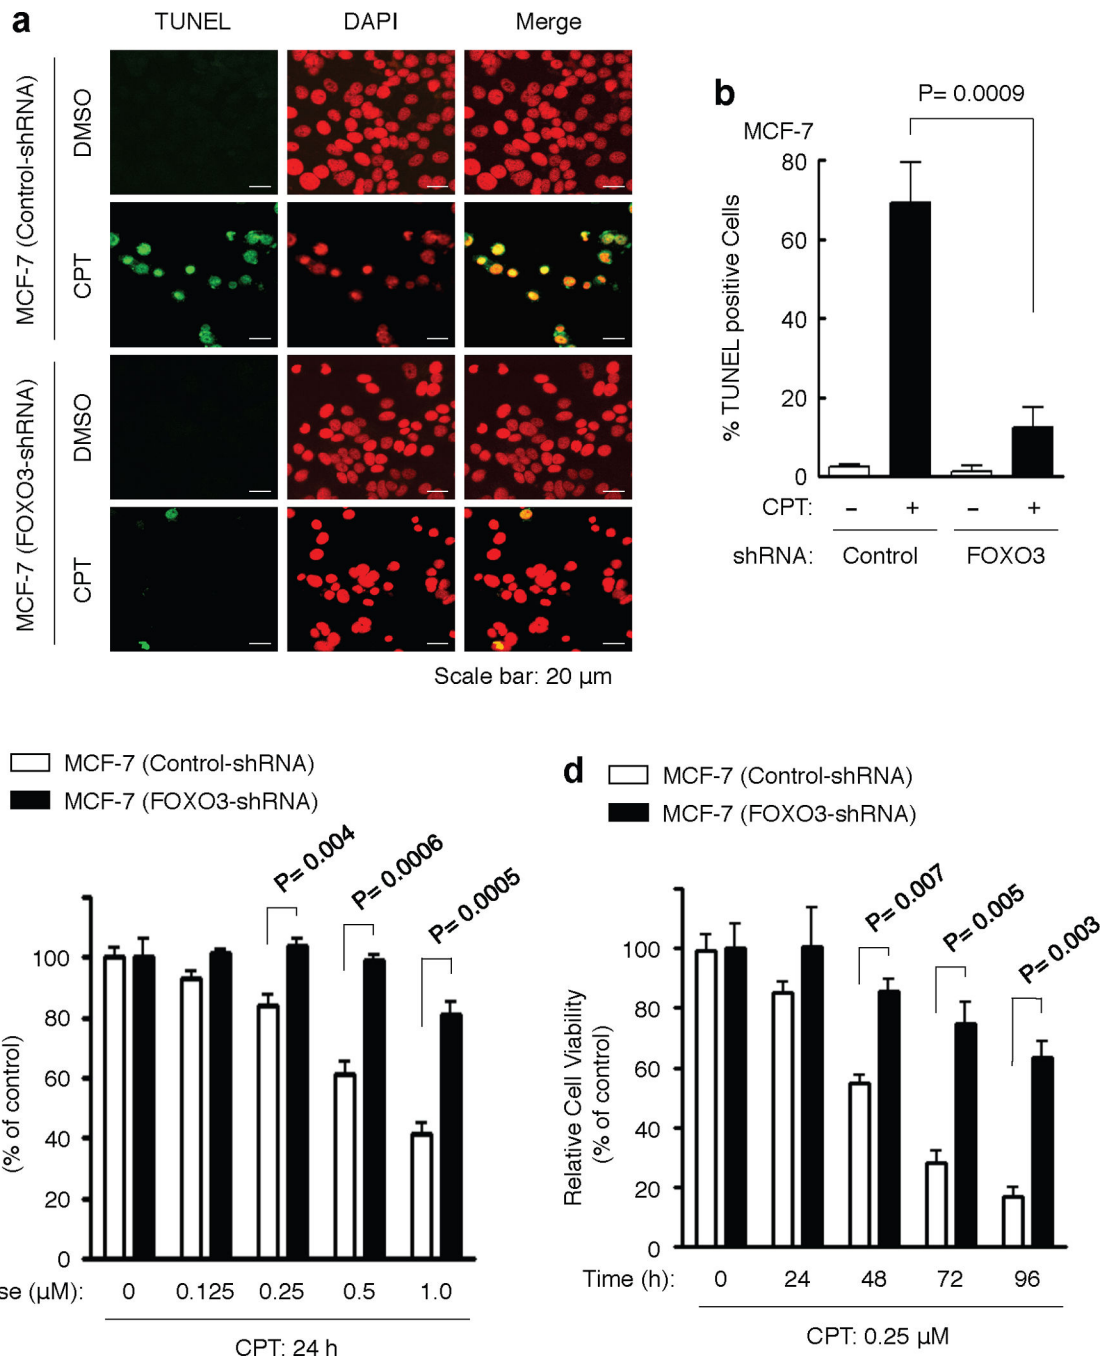 a
TUNEL DAPI Merge
MCF-7 (Control-shRNA)
DMSO
CPT
MCF-7 (FOXO3-shRNA)
DMSO
CPT
Scale bar: 20 µm
b
MCF-7
P= 0.0009
% TUNEL positive Cells
80
60
40
20
0
CPT: – + – +
shRNA: Control FOXO3
MCF-7 (Control-shRNA)
MCF-7 (FOXO3-shRNA)
P= 0.004
P= 0.0006
P= 0.0005
(% of control)
100
80
60
40
20
0
se (µM): 0 0.125 0.25 0.5 1.0
CPT: 24 h
d
MCF-7 (Control-shRNA)
MCF-7 (FOXO3-shRNA)
P= 0.007
P= 0.005
P= 0.003
Relative Cell Viability
(% of control)
100
80
60
40
20
0
Time (h): 0 24 48 72 96
CPT: 0.25 µM